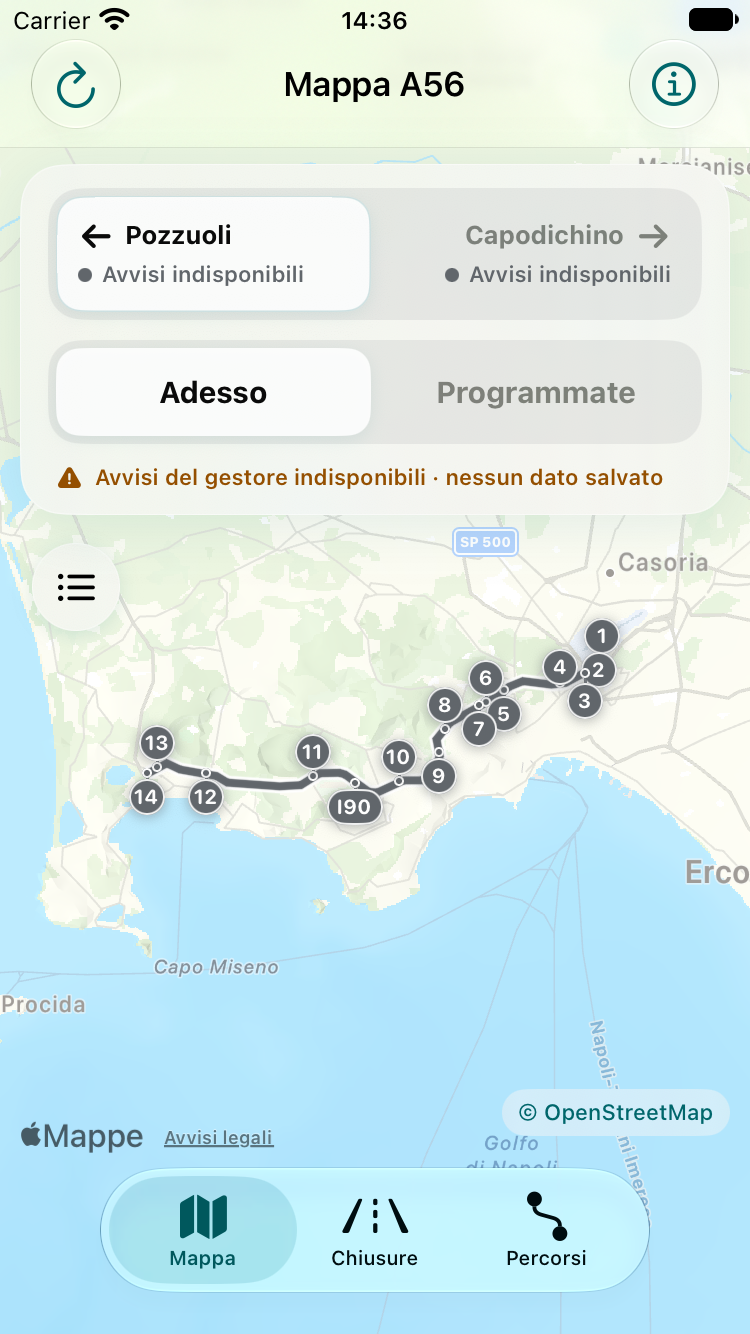 Carrier 14:36
Mappa A56
Pozzuoli
Capodichino
Avvisi indisponibili
Avvisi indisponibili
Adesso
Programmate
Avvisi del gestore indisponibili · nessun dato salvato
SP 500
Casoria
1
4
2
6
3
8
5
7
13
11
10
9
14
12
I90
Erco
Capo Miseno
Procida
Napoli-
© OpenStreetMap
Mappe
Avvisi legali
Golfo
di Napoli
Mappa
Chiusure
Percorsi